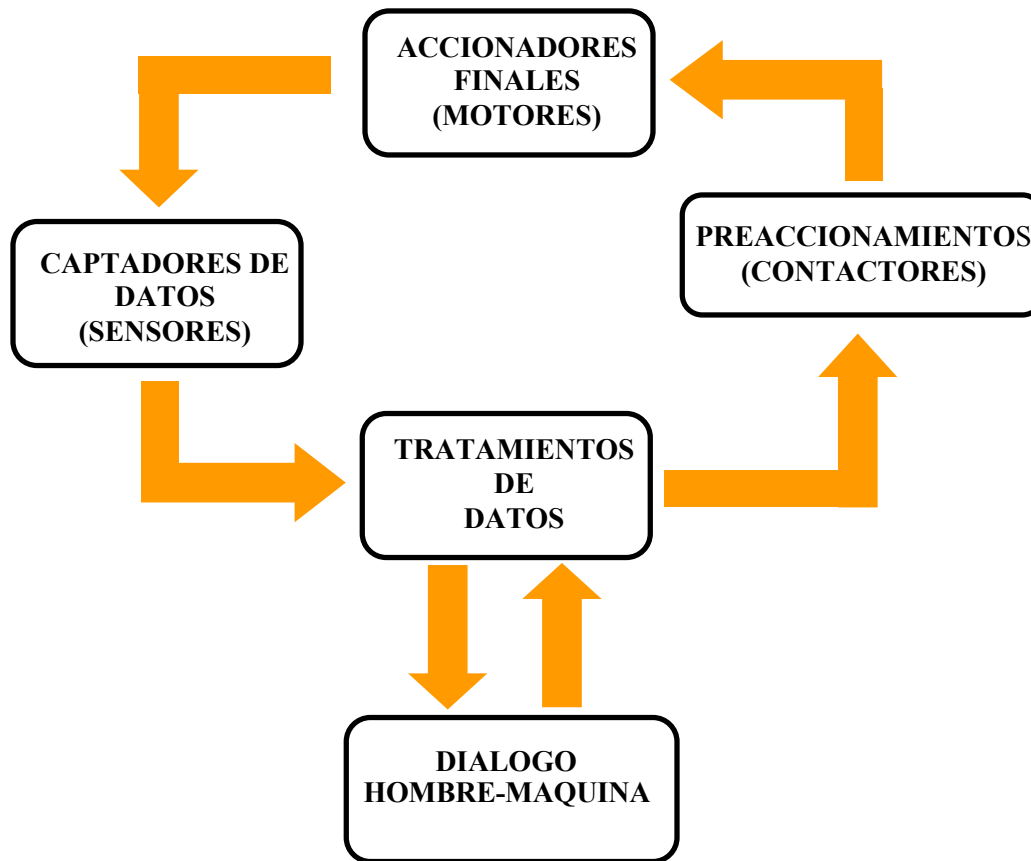 ACCIONADORES
FINALES
(MOTORES)
PREACCIONAMIENTOS
(CONTACTORES)
CAPTADORES DE
DATOS
(SENSORES)
TRATAMIENTOS
DE
DATOS
DIALOGO
HOMBRE-MAQUINA